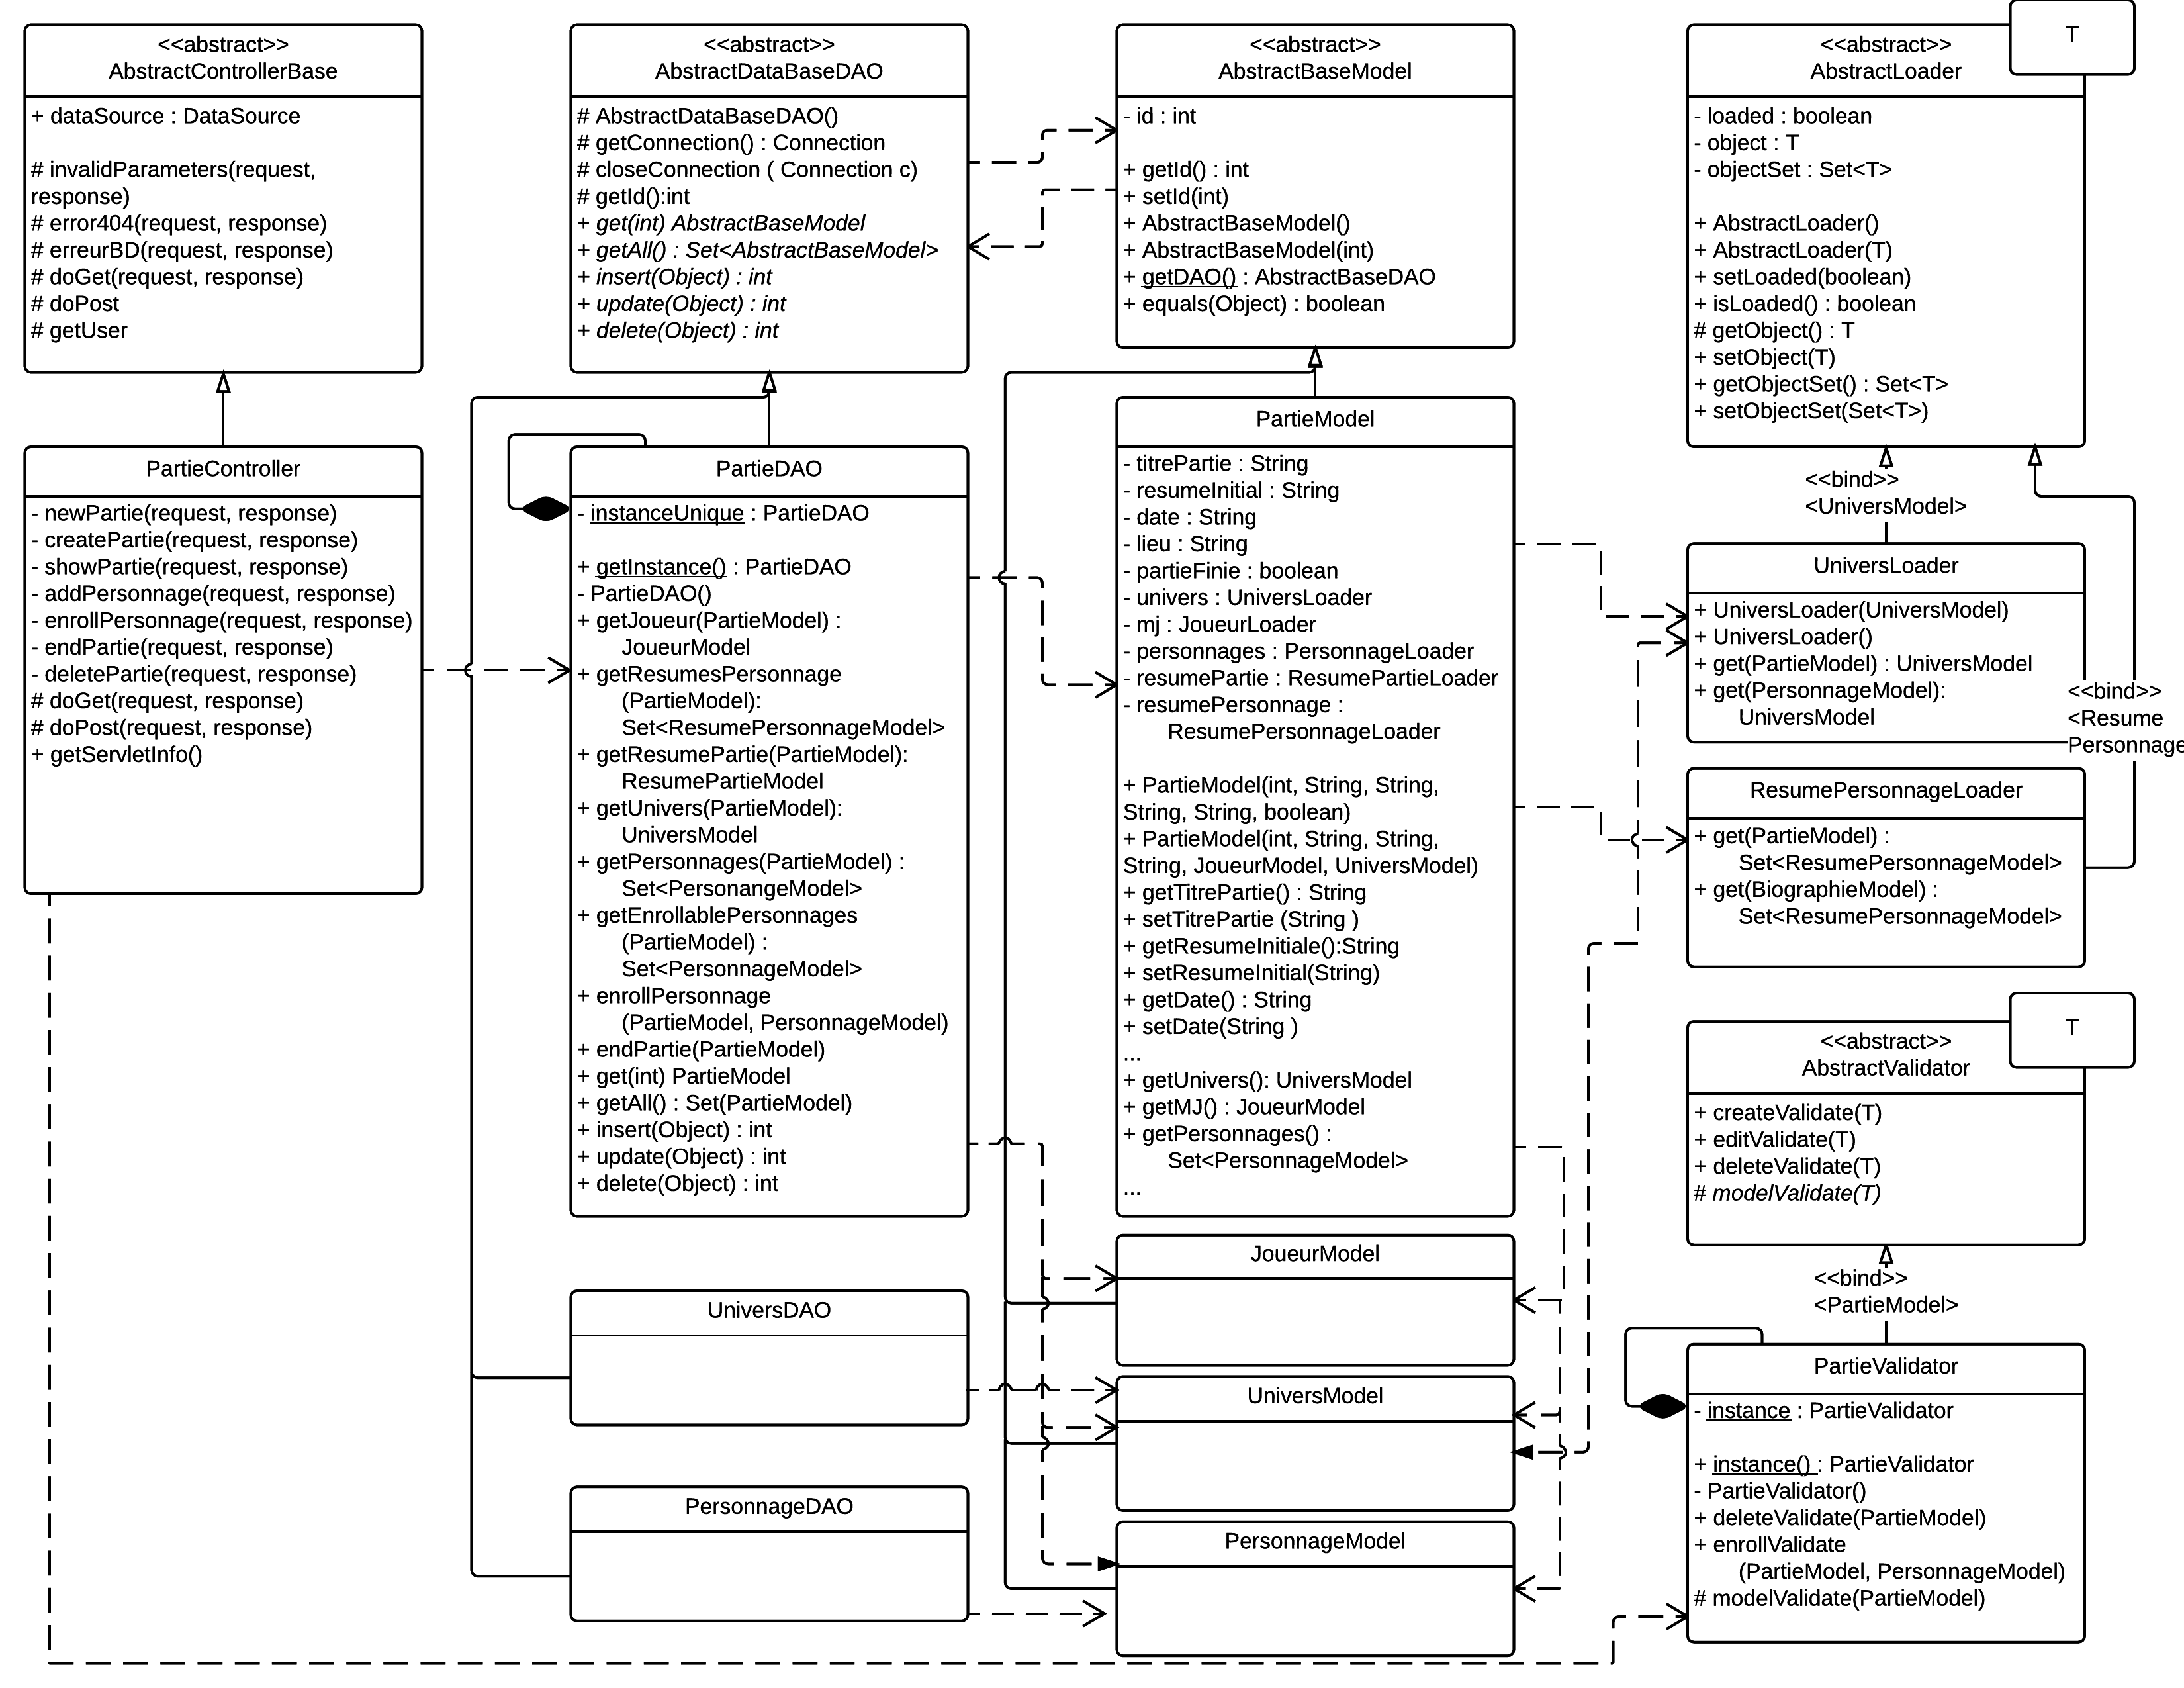 <<abstract>>
AbstractControllerBase
+ dataSource : DataSource
# invalidParameters(request,
response)
# error404(request, response)
# erreurBD(request, response)
# doGet(request, response)
# doPost
# getUser
<<abstract>>
AbstractDataBaseDAO
# AbstractDataBaseDAO()
# getConnection() : Connection
# closeConnection ( Connection c)
# getId():int
+ get(int) AbstractBaseModel
+ getAll() : Set<AbstractBaseModel>
+ insert(Object) : int
+ update(Object) : int
+ delete(Object) : int
<<abstract>>
AbstractBaseModel
- id : int
+ getId() : int
+ setId(int)
+ AbstractBaseModel()
+ AbstractBaseModel(int)
+ getDAO() : AbstractBaseDAO
+ equals(Object) : boolean
<<abstract>>
AbstractLoader
T
- loaded : boolean
- object : T
- objectSet : Set<T>
+ AbstractLoader()
+ AbstractLoader(T)
+ setLoaded(boolean)
+ isLoaded() : boolean
# getObject() : T
+ setObject(T)
+ getObjectSet() : Set<T>
+ setObjectSet(Set<T>)
PartieController
- newPartie(request, response)
- createPartie(request, response)
- showPartie(request, response)
- addPersonnage(request, response)
- enrollPersonnage(request, response)
- endPartie(request, response)
- deletePartie(request, response)
# doGet(request, response)
# doPost(request, response)
+ getServletInfo()
PartieDAO
- instanceUnique : PartieDAO
+ getInstance() : PartieDAO
- PartieDAO()
+ getJoueur(PartieModel) :
JoueurModel
+ getResumesPersonnage
(PartieModel):
Set<ResumePersonnageModel>
+ getResumePartie(PartieModel):
ResumePartieModel
+ getUnivers(PartieModel):
UniversModel
+ getPersonnages(PartieModel) :
Set<PersonangeModel>
+ getEnrollablePersonnages
(PartieModel) :
Set<PersonnageModel>
+ enrollPersonnage
(PartieModel, PersonnageModel)
+ endPartie(PartieModel)
+ get(int) PartieModel
+ getAll() : Set(PartieModel)
+ insert(Object) : int
+ update(Object) : int
+ delete(Object) : int
PartieModel
- titrePartie : String
- resumeInitial : String
- date : String
- lieu : String
- partieFinie : boolean
- univers : UniversLoader
- mj : JoueurLoader
- personnages : PersonnageLoader
- resumePartie : ResumePartieLoader
- resumePersonnage :
ResumePersonnageLoader
+ PartieModel(int, String, String,
String, String, boolean)
+ PartieModel(int, String, String,
String, JoueurModel, UniversModel)
+ getTitrePartie() : String
+ setTitrePartie (String )
+ getResumeInitiale():String
+ setResumeInitial(String)
+ getDate() : String
+ setDate(String )
...
+ getUnivers(): UniversModel
+ getMJ() : JoueurModel
+ getPersonnages() :
Set<PersonnageModel>
...
<<bind>>
<UniversModel>
UniversLoader
+ UniversLoader(UniversModel)
+ UniversLoader()
+ get(PartieModel) : UniversModel
+ get(PersonnageModel):
UniversModel
<<bind>>
<Resume
Personnage
ResumePersonnageLoader
+ get(PartieModel) :
Set<ResumePersonnageModel>
+ get(BiographieModel) :
Set<ResumePersonnageModel>
<<abstract>>
AbstractValidator
T
+ createValidate(T)
+ editValidate(T)
+ deleteValidate(T)
# modelValidate(T)
<<bind>>
<PartieModel>
PartieValidator
- instance : PartieValidator
+ instance() : PartieValidator
- PartieValidator()
+ deleteValidate(PartieModel)
+ enrollValidate
(PartieModel, PersonnageModel)
# modelValidate(PartieModel)
UniversDAO
PersonnageDAO
JoueurModel
UniversModel
PersonnageModel